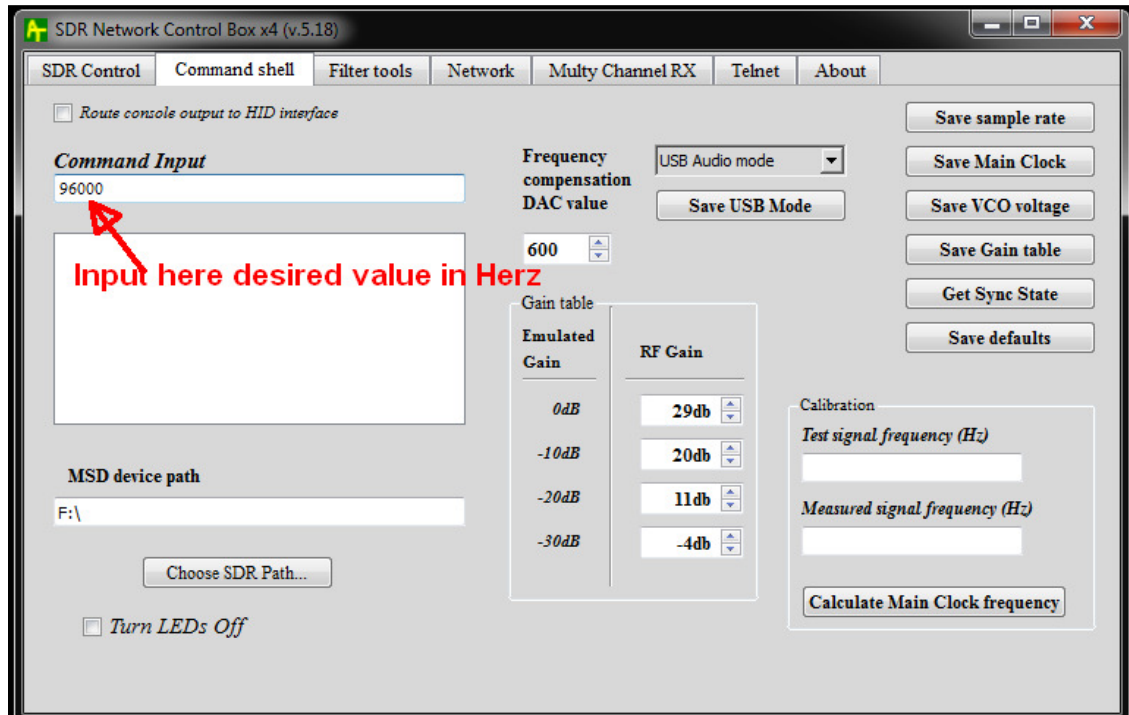 SDR Network Control Box x4 (v.5.18)
SDR Control
Command shell
Filter tools
Network
Multy Channel RX
Telnet
About
Route console output to HID interface
Command Input
96000
Input here desired value in Herz
MSD device path
F:\
Choose SDR Path...
Turn LEDs Off
Frequency
compensation
DAC value
600
USB Audio mode
Save USB Mode
Gain table
Emulated
Gain
RF Gain
0dB
29db
-10dB
20db
-20dB
11db
-30dB
-4db
Save sample rate
Save Main Clock
Save VCO voltage
Save Gain table
Get Sync State
Save defaults
Calibration
Test signal frequency (Hz)
Measured signal frequency (Hz)
Calculate Main Clock frequency